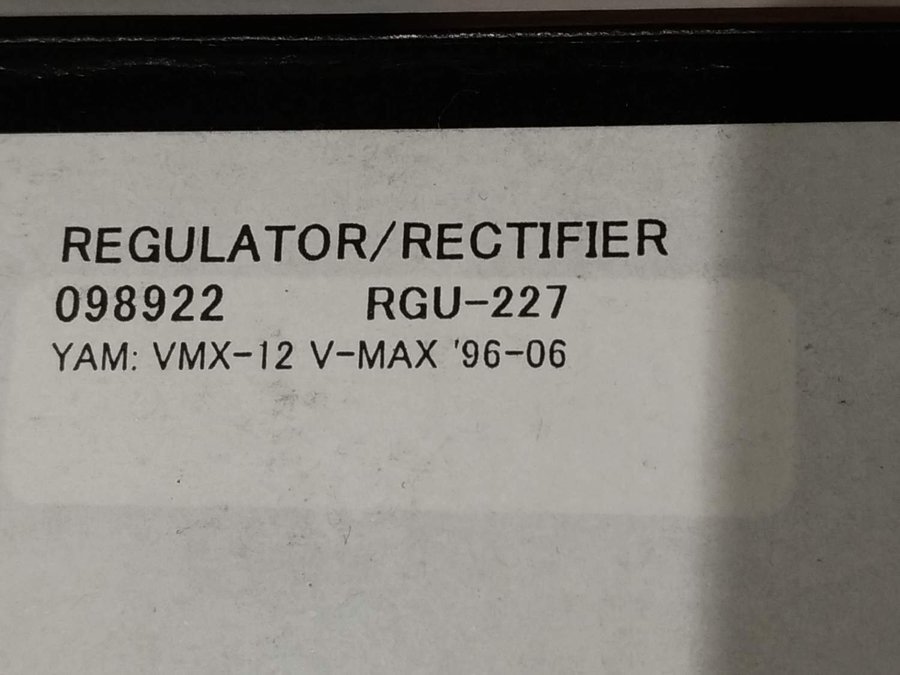 REGULATOR/RECTIFIER
098922 RGU-227
YAM: VMX-12 V-MAX '96-06